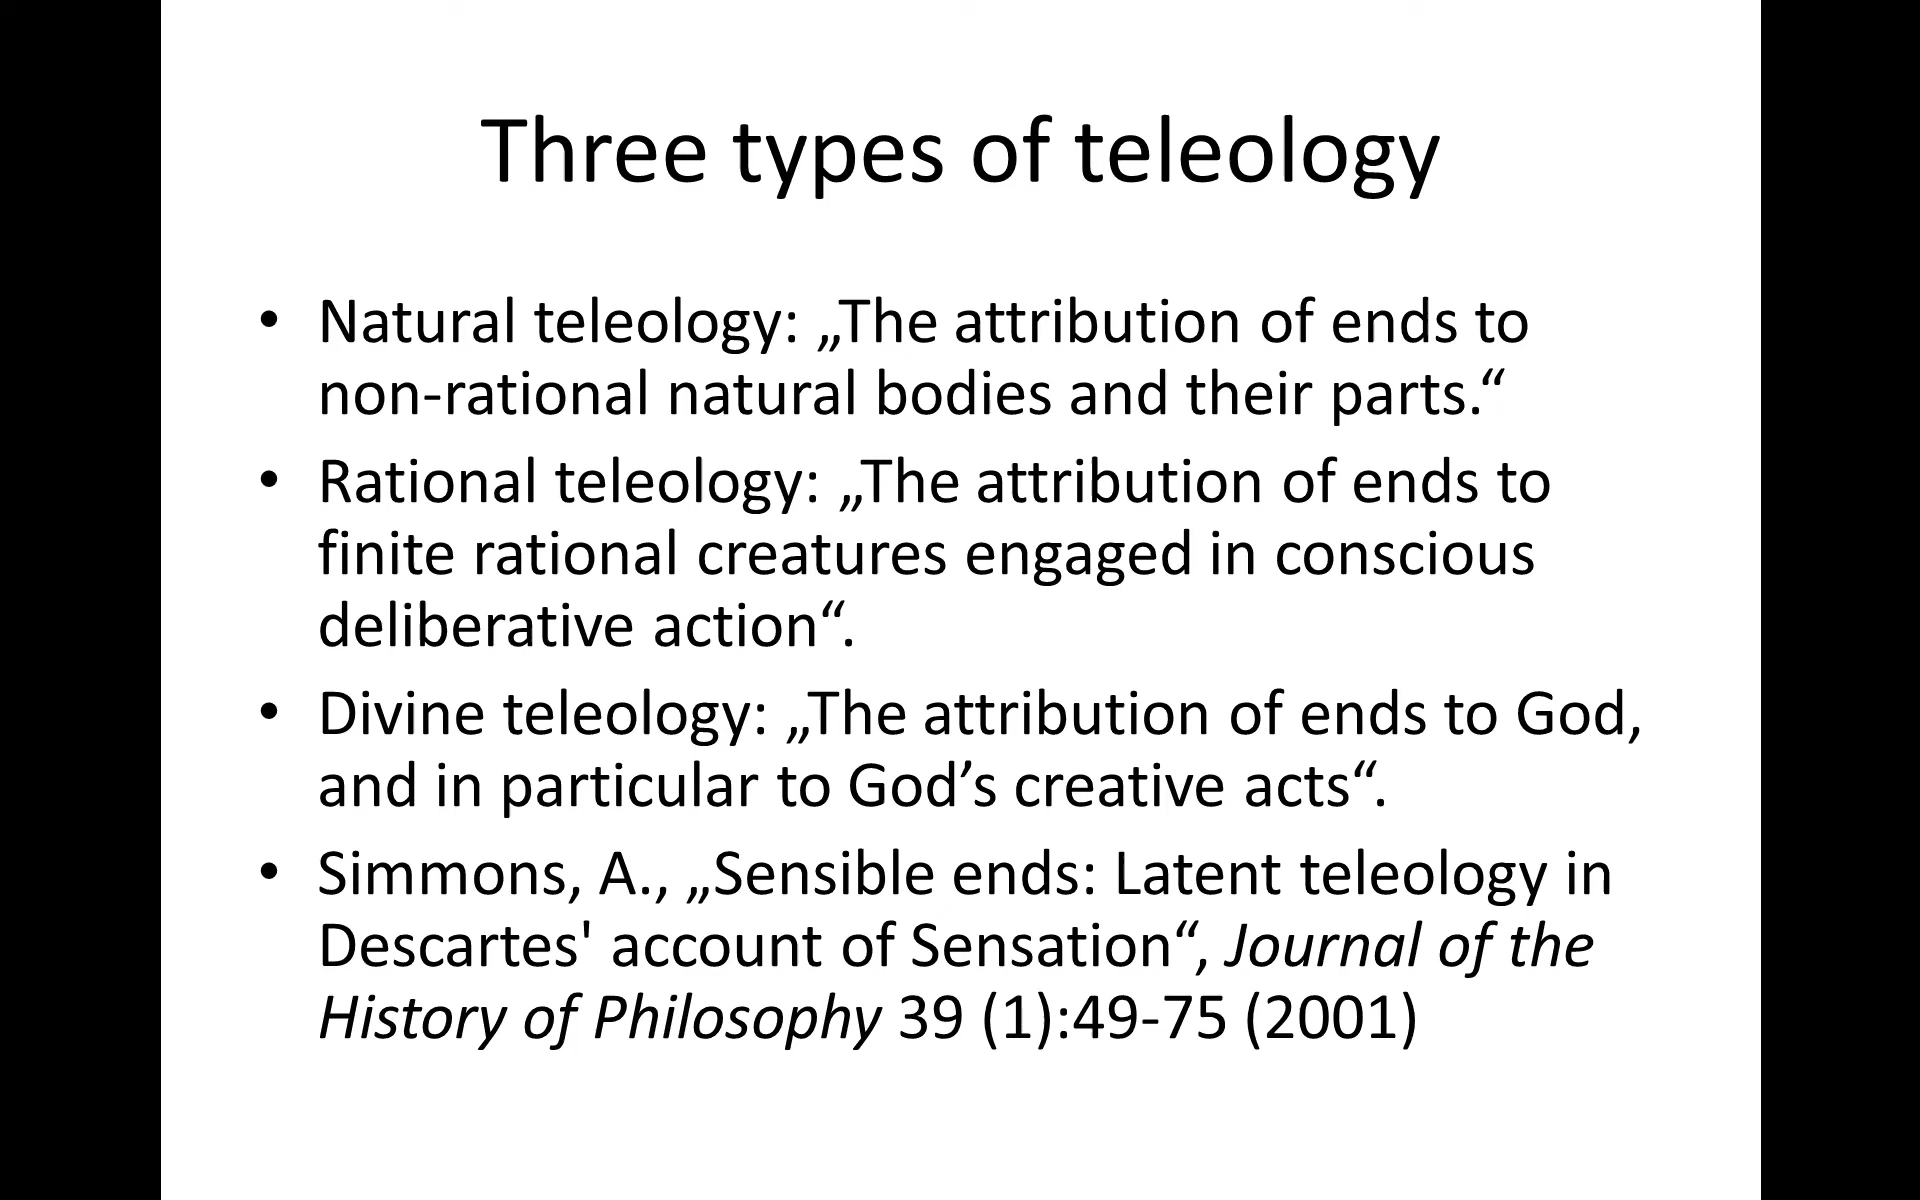 Three types of teleology
• Natural teleology: „The attribution of ends to
non-rational natural bodies and their parts.“
• Rational teleology: „The attribution of ends to
finite rational creatures engaged in conscious
deliberative action“.
• Divine teleology: „The attribution of ends to God,
and in particular to God’s creative acts“.
• Simmons, A., „Sensible ends: Latent teleology in
Descartes' account of Sensation“, Journal of the
History of Philosophy 39 (1):49-75 (2001)